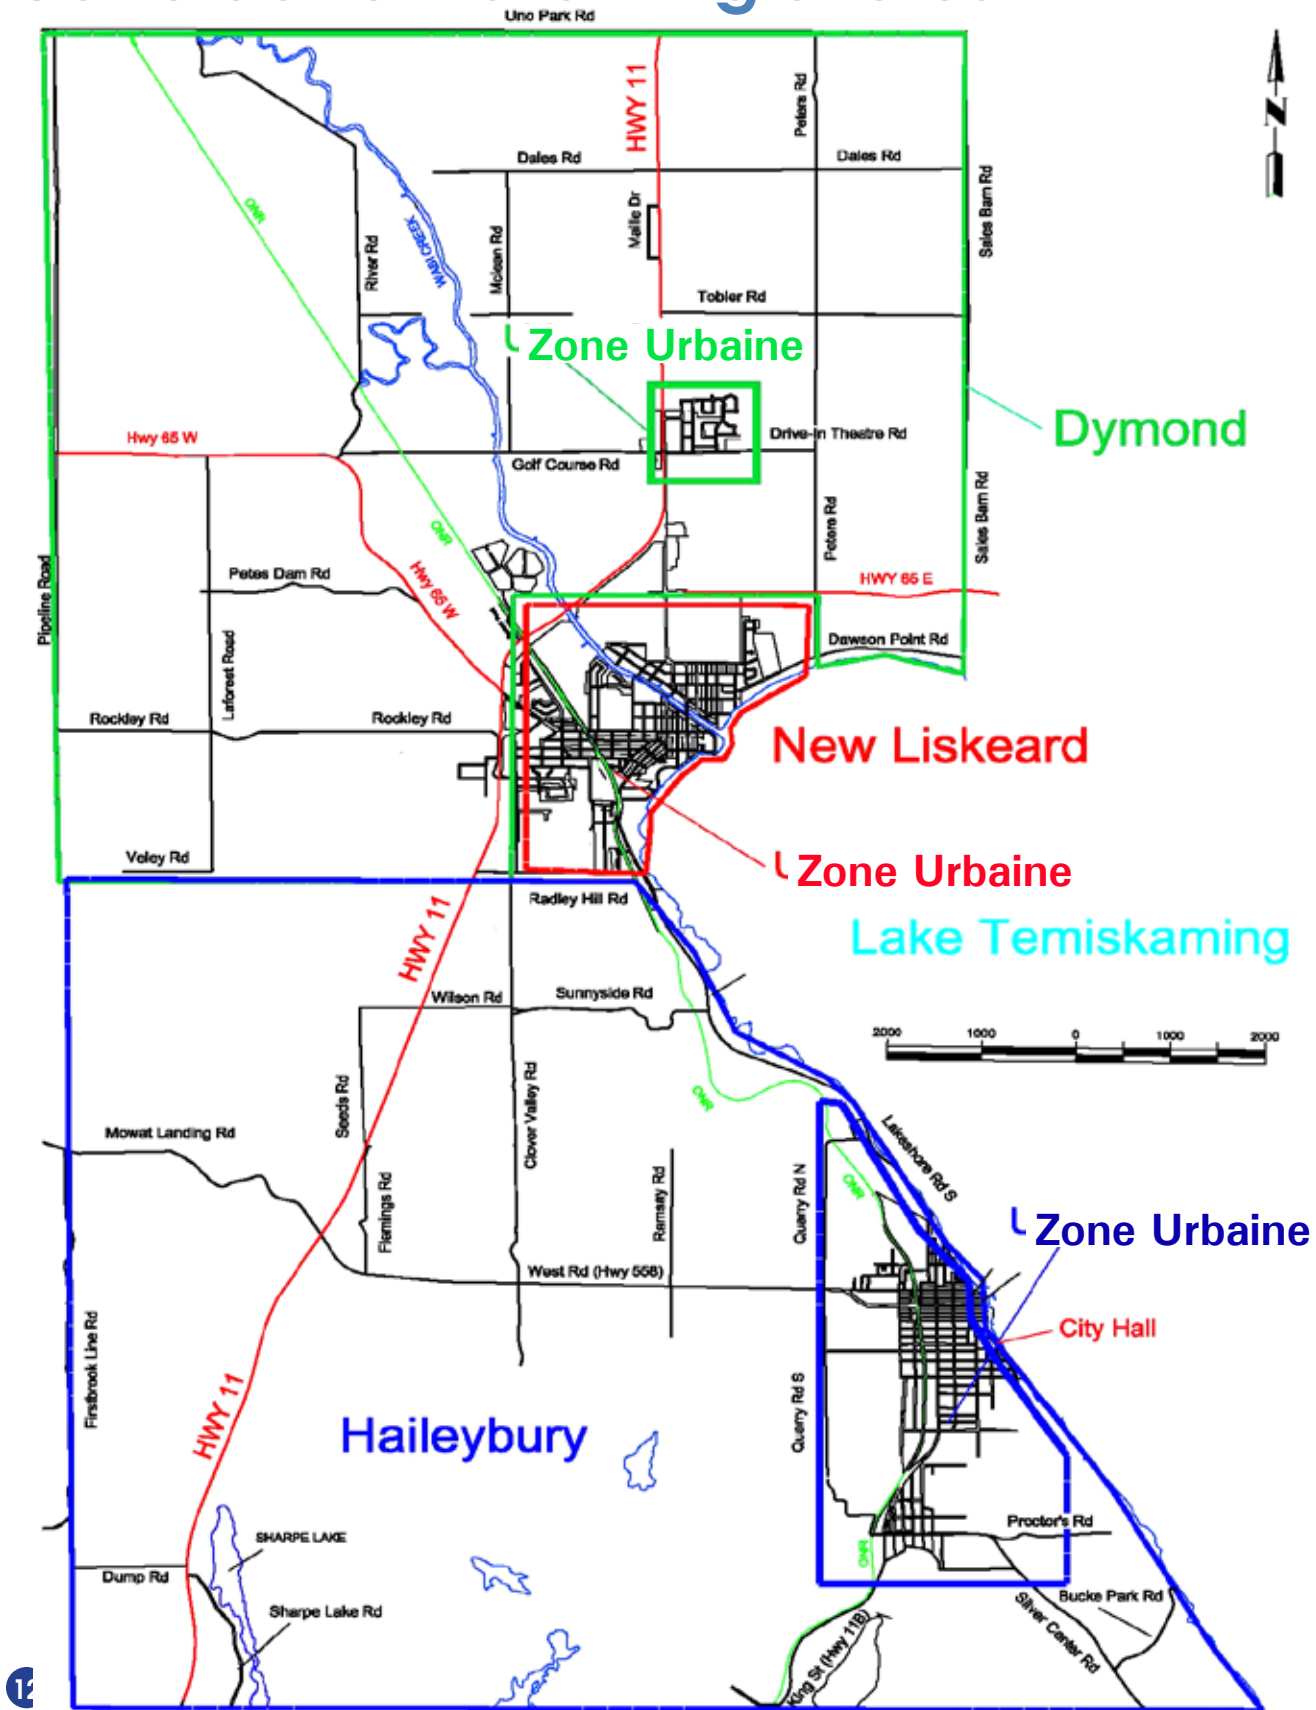 Uno Park Rd
HWY 11
Peters Rd
N
Dales Rd
Dales Rd
Sales Barn Rd
ONR
Maille Dr
River Rd
WABI CREEK
Mclean Rd
Tobler Rd
Zone Urbaine
Hwy 65 W
Drive-In Theatre Rd
Dymond
Golf Course Rd
ONR
Peters Rd
Sales Barn Rd
Pipeline Road
Petes Dam Rd
Hwy 65 W
HWY 65 E
Dawson Point Rd
Laforest Road
Rockley Rd
Rockley Rd
New Liskeard
Veley Rd
Zone Urbaine
Radley Hill Rd
HWY 11
Lake Temiskaming
Wilson Rd
Sunnyside Rd
2000 1000 0 1000 2000
Seeds Rd
Clover Valley Rd
ONR
Mowat Landing Rd
Lakeshore Rd S
Flemings Rd
Ramsay Rd
Quarry Rd N
ONR
Zone Urbaine
West Rd (Hwy 558)
City Hall
Firstbrook Line Rd
HWY 11
Quarry Rd S
Haileybury
SHARPE LAKE
Proctor's Rd
ONR
Dump Rd
Sharpe Lake Rd
Bucke Park Rd
Silver Center Rd
King St (Hwy 11B)
12